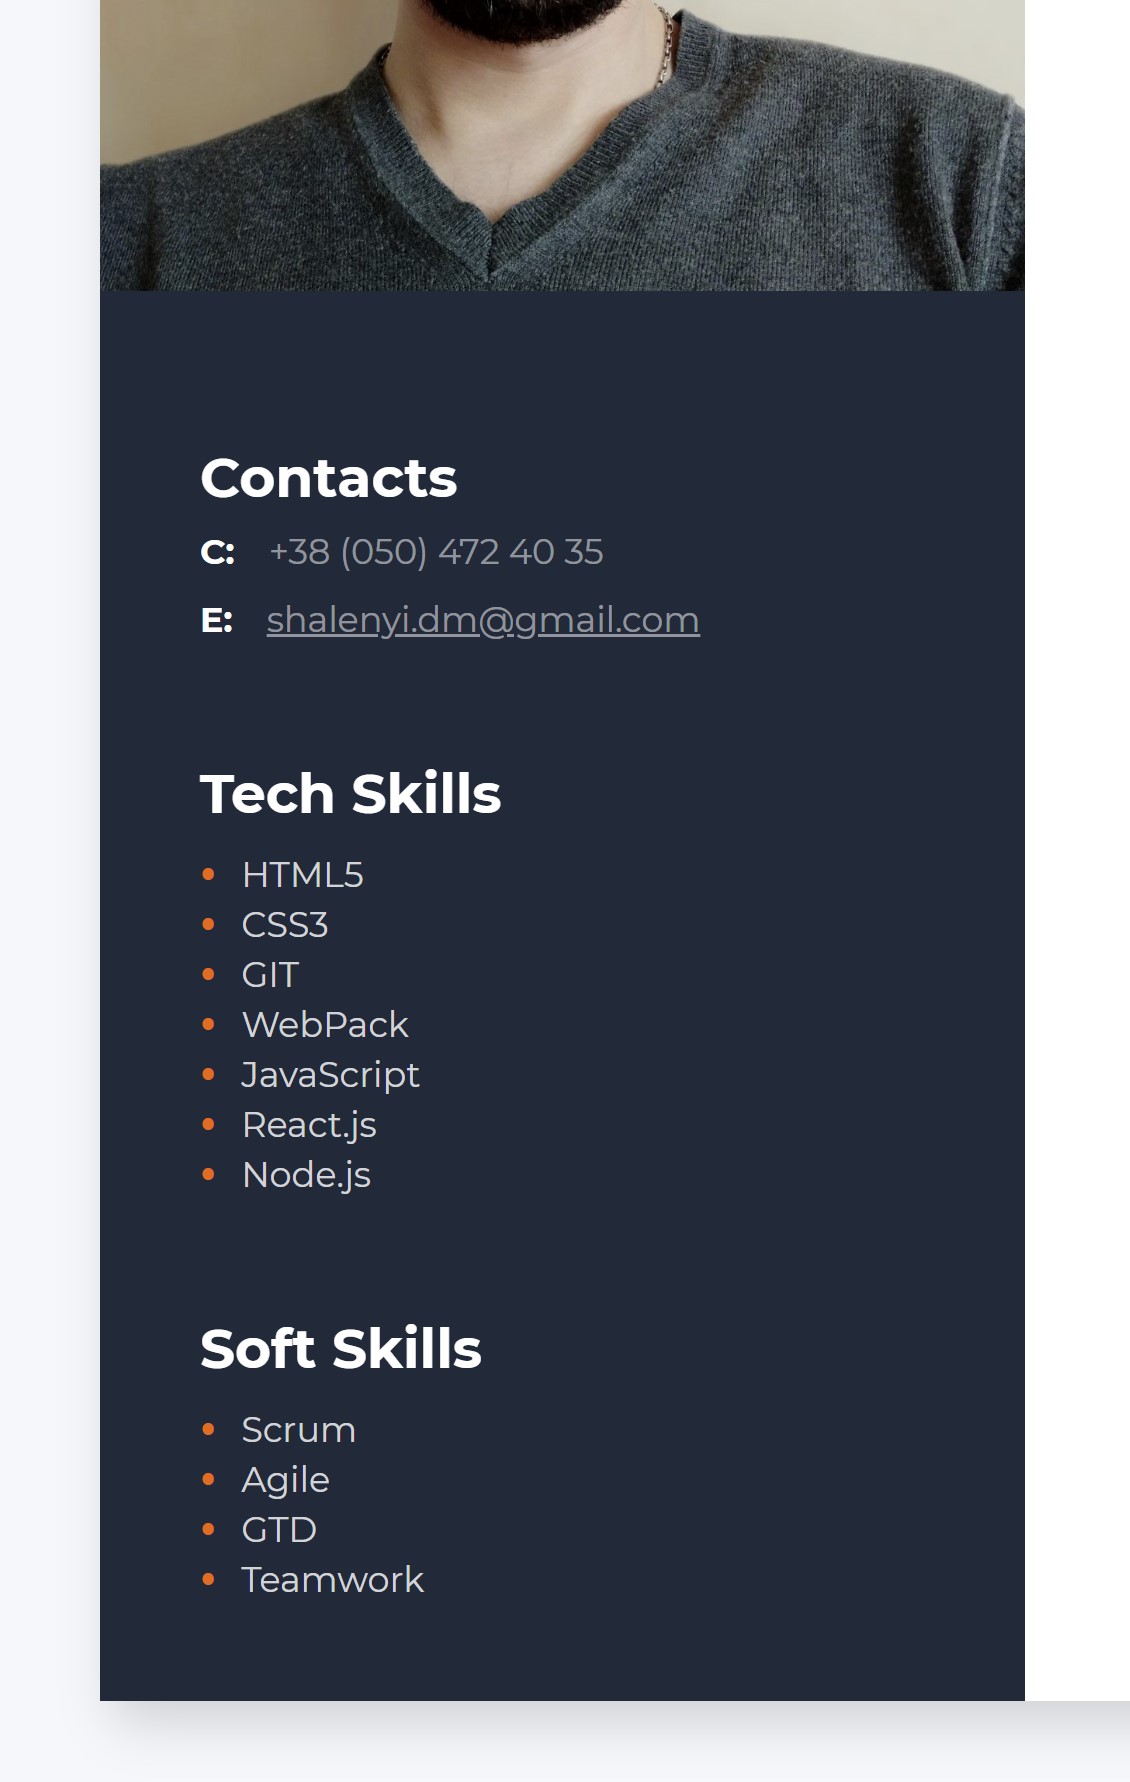 Contacts
C: +38 (050) 472 40 35
E: shalenyi.dm@gmail.com
Tech Skills
• HTML5
• CSS3
• GIT
• WebPack
• JavaScript
• React.js
• Node.js
Soft Skills
• Scrum
• Agile
• GTD
• Teamwork